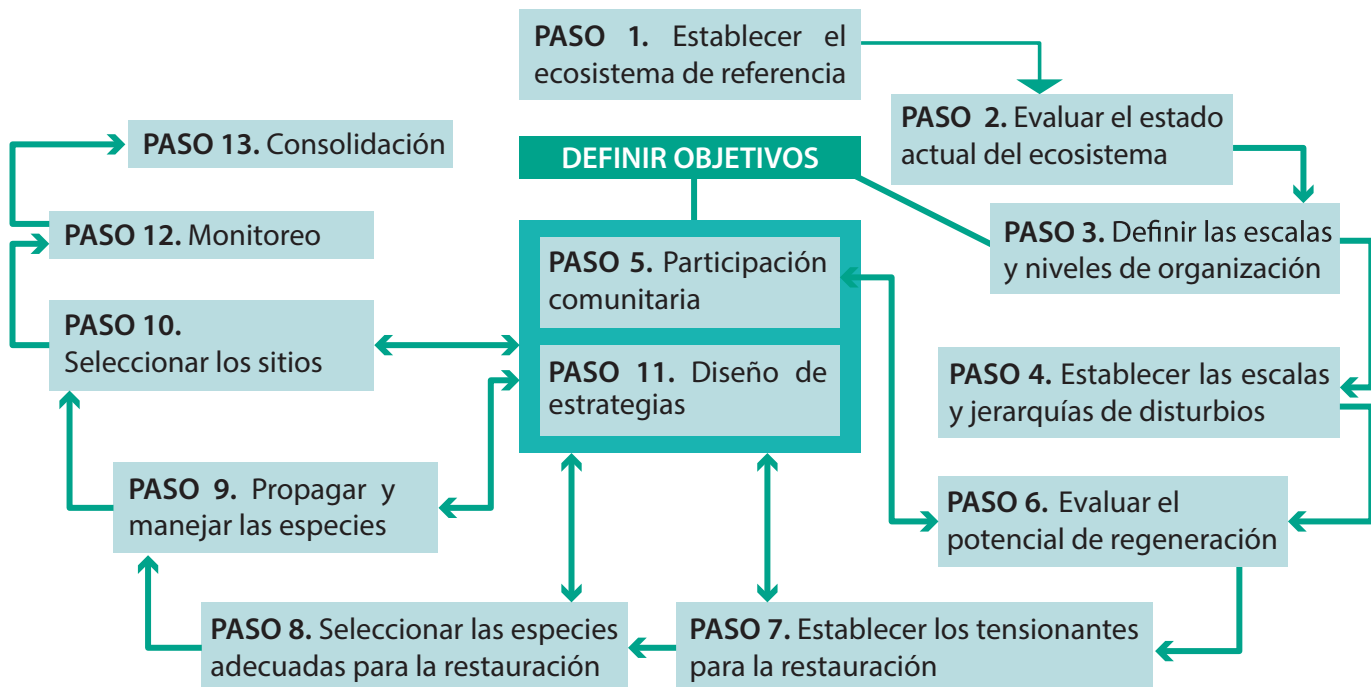 PASO 1. Establecer el
ecosistema de referencia
PASO 2. Evaluar el estado
actual del ecosistema
PASO 13. Consolidación
DEFINIR OBJETIVOS
PASO 12. Monitoreo
PASO 3. Definir las escalas
y niveles de organización
PASO 5. Participación
comunitaria
PASO 10.
Seleccionar los sitios
PASO 11. Diseño de
estrategias
PASO 4. Establecer las escalas
y jerarquías de disturbios
PASO 9. Propagar y
manejar las especies
PASO 6. Evaluar el
potencial de regeneración
PASO 8. Seleccionar las especies
adecuadas para la restauración
PASO 7. Establecer los tensionantes
para la restauración